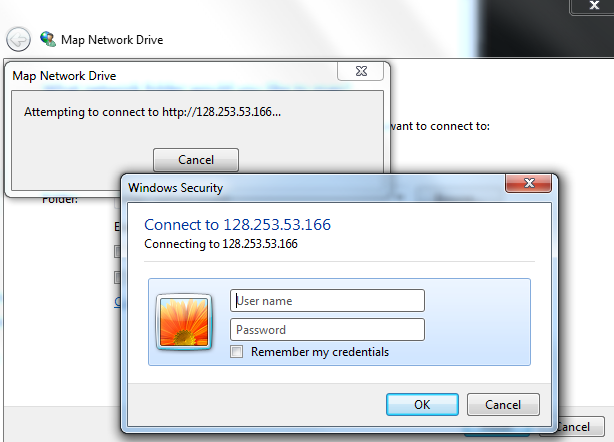 Map Network Drive
Map Network Drive
Attempting to connect to http://128.253.53.166...
want to connect to:
Cancel
Folder:
Windows Security
Connect to 128.253.53.166
Connecting to 128.253.53.166
User name
Password
Remember my credentials
OK
Cancel
Cancel